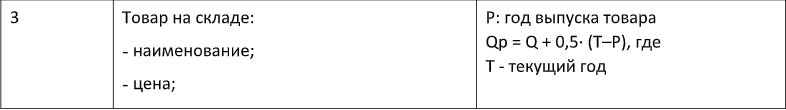 3
Товар на складе:
- наименование;
- цена;
P: год выпуска товара
Qp = Q + 0,5· (T–P), где
T - текущий год